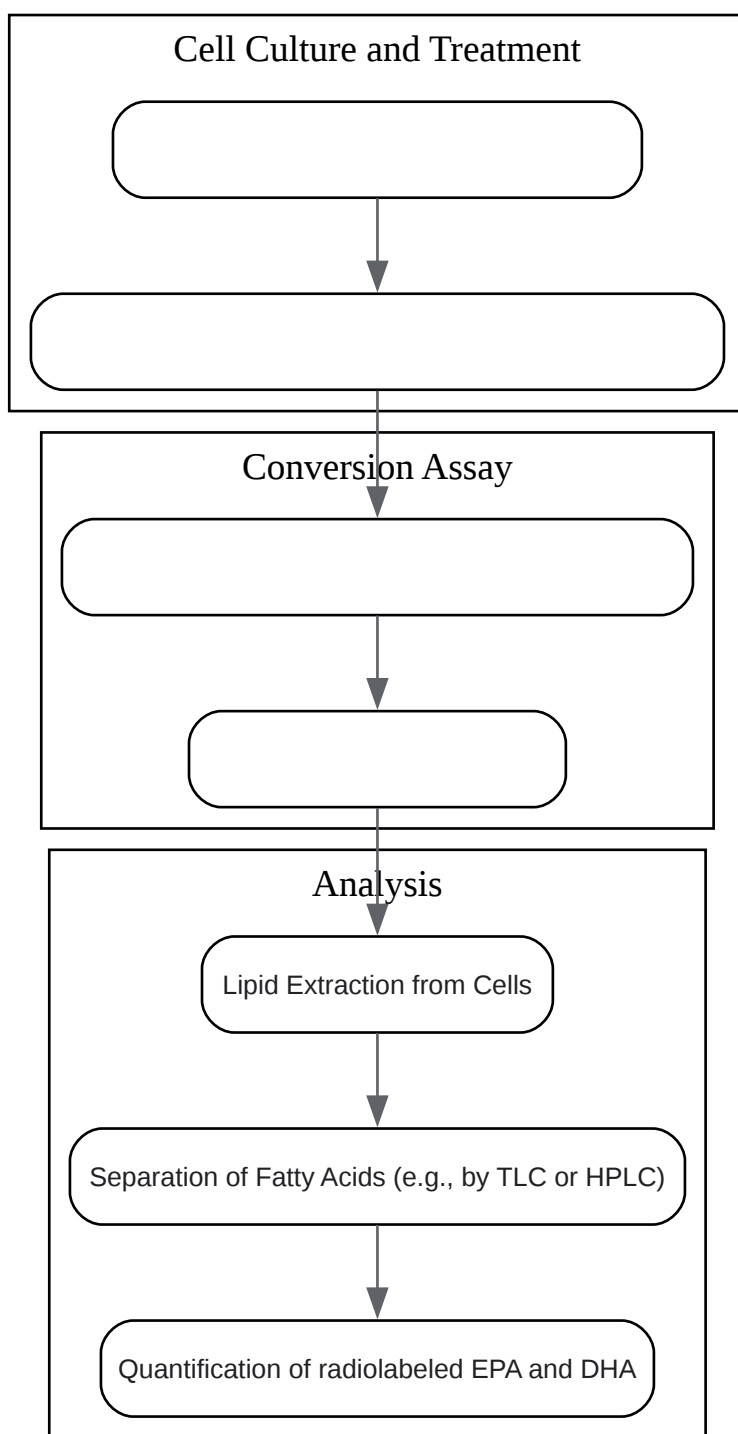 Cell Culture and Treatment
Conversion Assay
Analysis
Lipid Extraction from Cells
Separation of Fatty Acids (e.g., by TLC or HPLC)
Quantification of radiolabeled EPA and DHA